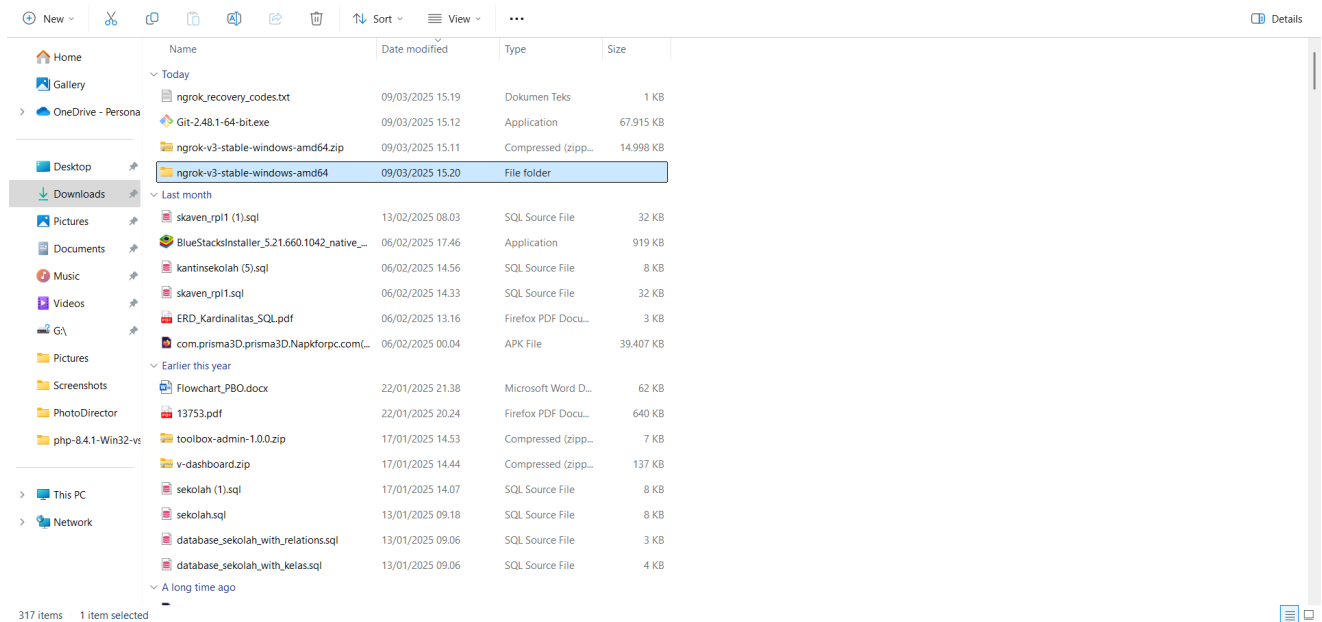 New Sort View ... Details
Name Date modified Type Size
Home
Gallery
OneDrive - Persona
Desktop
Downloads
Pictures
Documents
Music
Videos
G:\
Pictures
Screenshots
PhotoDirector
php-8.4.1-Win32-vs
This PC
Network
Today
ngrok_recovery_codes.txt 09/03/2025 15.19 Dokumen Teks 1 KB
Git-2.48.1-64-bit.exe 09/03/2025 15.12 Application 67.915 KB
ngrok-v3-stable-windows-amd64.zip 09/03/2025 15.11 Compressed (zipp... 14.998 KB
ngrok-v3-stable-windows-amd64 09/03/2025 15.20 File folder
Last month
skaven_rpl1 (1).sql 13/02/2025 08.03 SQL Source File 32 KB
BlueStacksInstaller_5.21.660.1042_native_... 06/02/2025 17.46 Application 919 KB
kantinsekolah (5).sql 06/02/2025 14.56 SQL Source File 8 KB
skaven_rpl1.sql 06/02/2025 14.33 SQL Source File 32 KB
ERD_Kardinalitas_SQL.pdf 06/02/2025 13.16 Firefox PDF Docu... 3 KB
com.prisma3D.prisma3D.Napkforpc.com(... 06/02/2025 00.04 APK File 39.407 KB
Earlier this year
Flowchart_PBO.docx 22/01/2025 21.38 Microsoft Word D... 62 KB
13753.pdf 22/01/2025 20.24 Firefox PDF Docu... 640 KB
toolbox-admin-1.0.0.zip 17/01/2025 14.53 Compressed (zipp... 7 KB
v-dashboard.zip 17/01/2025 14.44 Compressed (zipp... 137 KB
sekolah (1).sql 17/01/2025 14.07 SQL Source File 8 KB
sekolah.sql 13/01/2025 09.18 SQL Source File 8 KB
database_sekolah_with_relations.sql 13/01/2025 09.06 SQL Source File 3 KB
database_sekolah_with_kelas.sql 13/01/2025 09.06 SQL Source File 4 KB
A long time ago
317 items 1 item selected